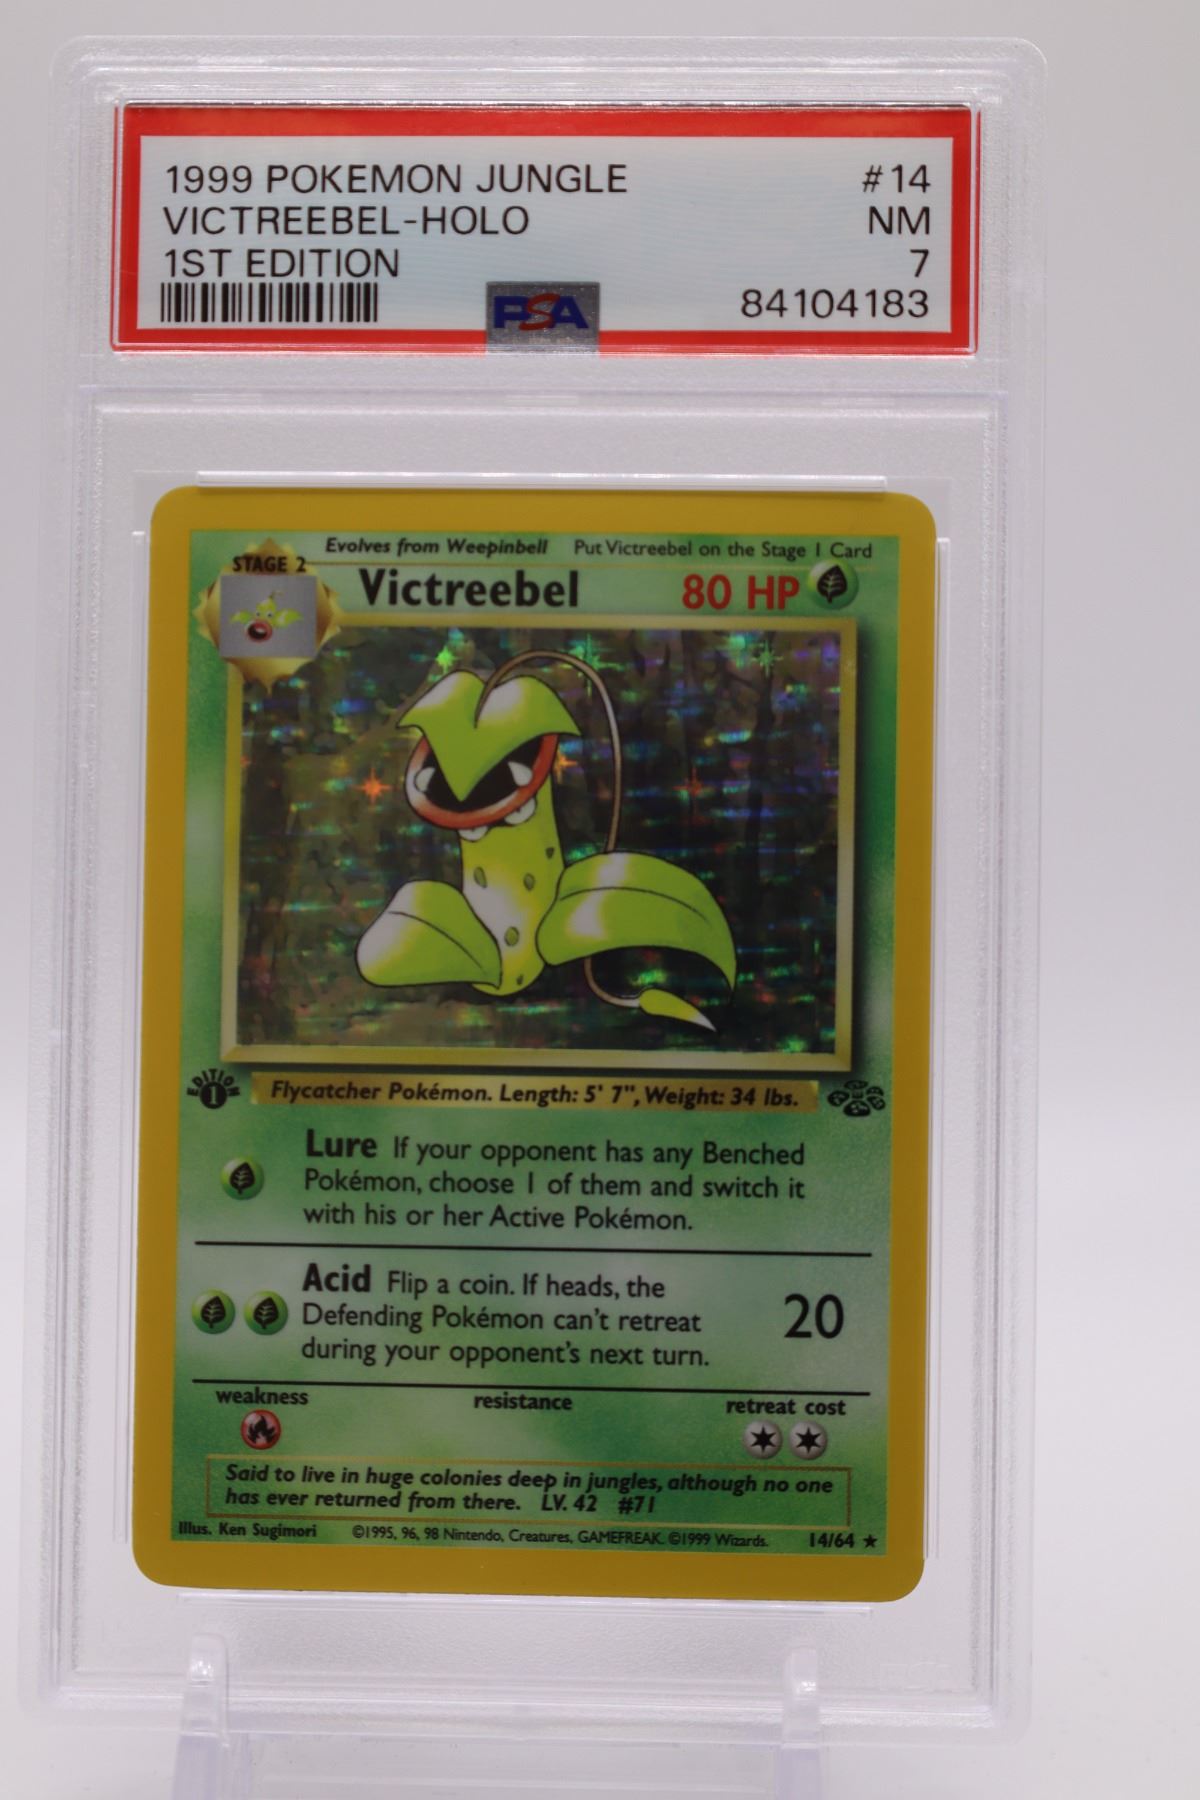 1999 POKEMON JUNGLE #14
VICTREEBEL-HOLO NM
1ST EDITION 7
PSA 84104183
Evolves from Weepinbell Put Victreebel on the Stage 1 Card
STAGE 2
Victreebel 80 HP
EDITION
1
Flycatcher Pokémon. Length: 5' 7", Weight: 34 lbs.
Lure If your opponent has any Benched
Pokémon, choose 1 of them and switch it
with his or her Active Pokémon.
Acid Flip a coin. If heads, the
Defending Pokémon can't retreat
during your opponent's next turn.
20
weakness resistance retreat cost
Said to live in huge colonies deep in jungles, although no one
has ever returned from there. LV. 42 #71
Illus. Ken Sugimori ©1995, 96, 98 Nintendo, Creatures, GAMEFREAK. ©1999 Wizards. 14/64 ★